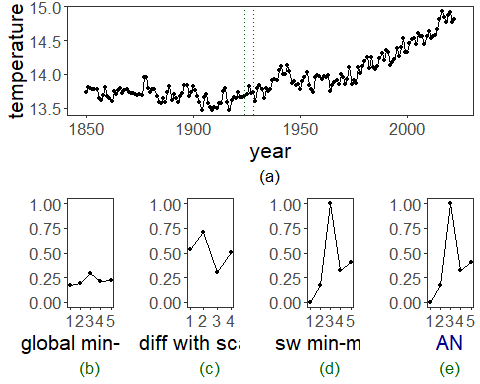 temperature
15.0
14.5
14.0
13.5
1850 1900 1950 2000
year
(a)
1.00 1.00 1.00 1.00
0.75 0.75 0.75 0.75
0.50 0.50 0.50 0.50
0.25 0.25 0.25 0.25
0.00 0.00 0.00 0.00
12345 1 2 3 4 12345 12345
global min- diff with sca sw min-m AN
(b) (c) (d) (e)